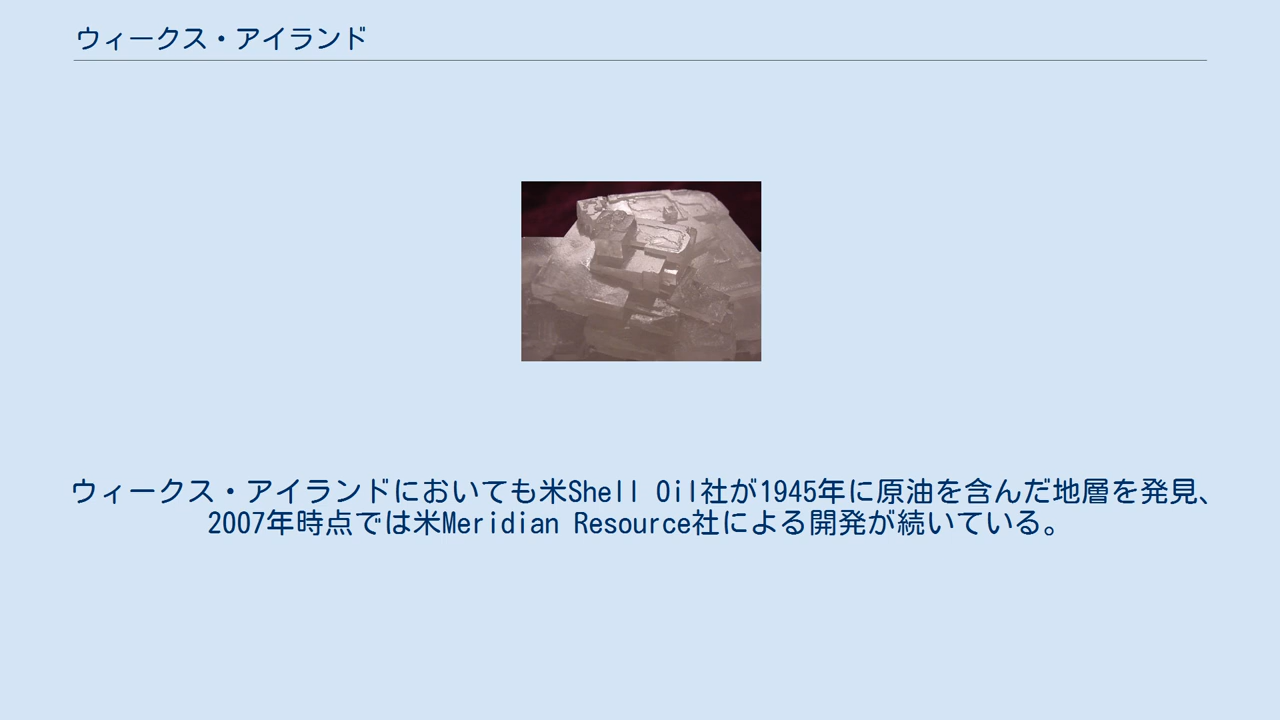 ウィークス・アイランド
ウィークス・アイランドにおいても米Shell Oil社が1945年に原油を含んだ地層を発見、
2007年時点では米Meridian Resource社による開発が続いている。